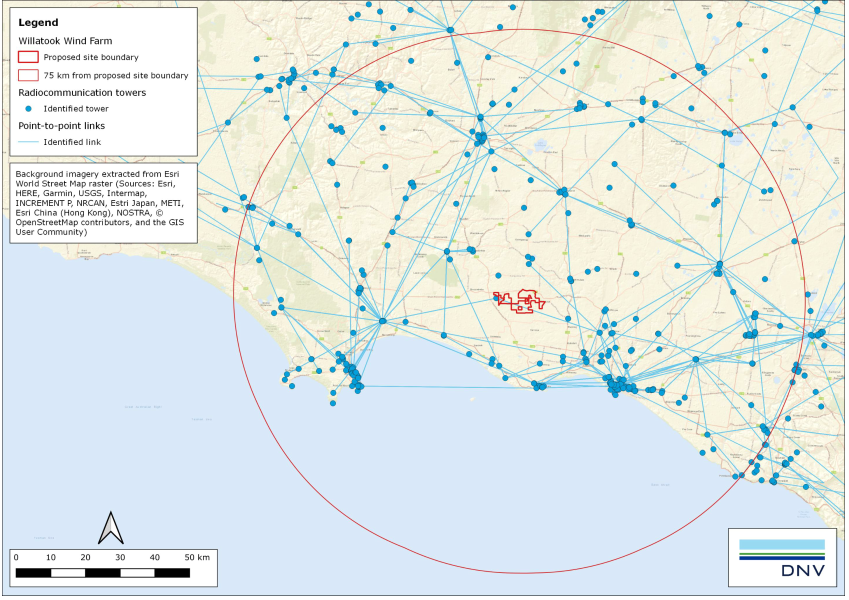 Legend
Willatook Wind Farm
Proposed site boundary
75 km from proposed site boundary
Radiocommunication towers
Identified tower
Point-to-point links
Identified link
Background imagery extracted from Esri
World Street Map raster (Sources: Esri,
HERE, Garmin, USGS, Intermap,
INCREMENT P, NRCAN, Estri Japan, METI,
Esri China (Hong Kong), NOSTRA, ©
OpenStreetMap contributors, and the GIS
User Community)
0 10 20 30 40 50 km
DNV